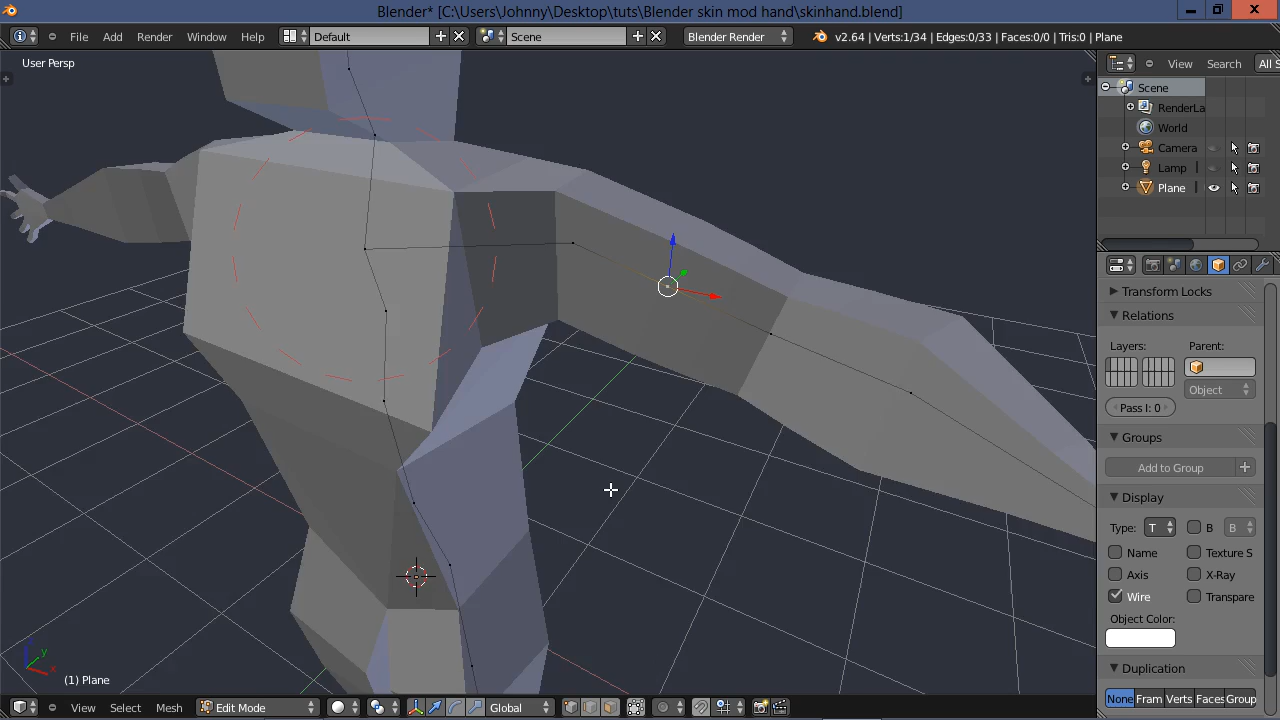 Blender* [C:\Users\Johnny\Desktop\tuts\Blender skin mod hand\skinhand.blend]
File Add Render Window Help Default Scene Blender Render v2.64 | Verts:1/34 | Edges:0/33 | Faces:0/0 | Tris:0 | Plane
User Persp
View Search All S
Scene
RenderLa
World
Camera
Lamp
Plane
Transform Locks
Relations
Layers: Parent:
Object
Pass I: 0
Groups
Add to Group
Display
Type: T B B
Name Texture S
Axis X-Ray
Wire Transpare
Object Color:
Duplication
None Fram Verts Faces Group
z y x
(1) Plane
View Select Mesh Edit Mode Global